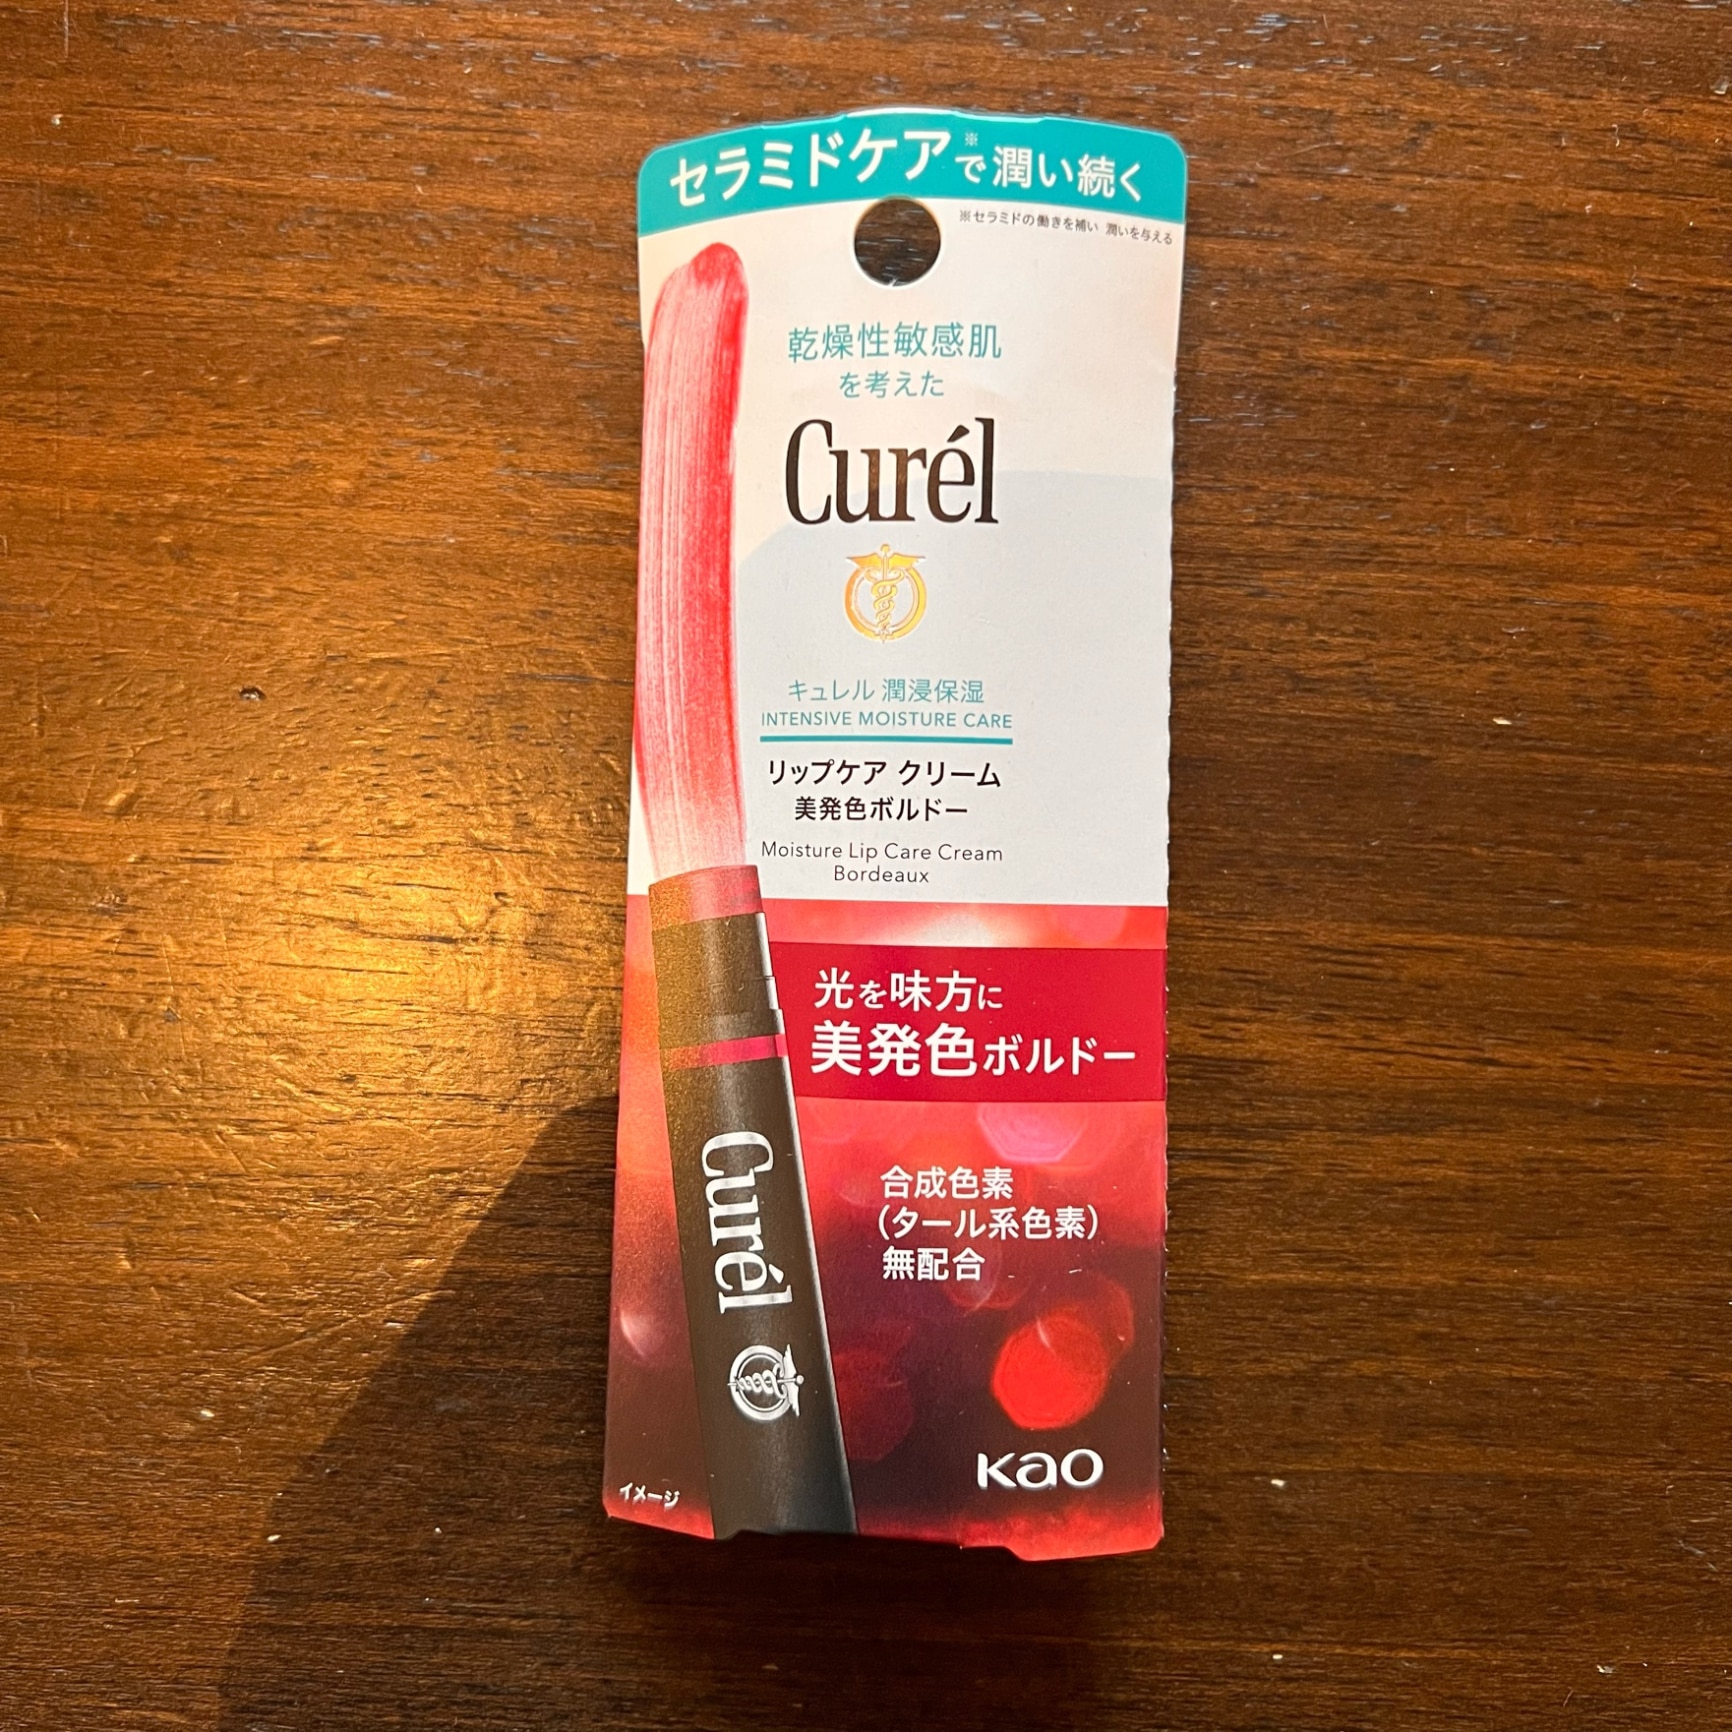 セラミドケア※で潤い続く
※セラミドの働きを補い 潤いを与える
乾燥性敏感肌
を考えた
Curél
キュレル 潤浸保湿
INTENSIVE MOISTURE CARE
リップケア クリーム
美発色ボルドー
Moisture Lip Care Cream
Bordeaux
光を味方に
美発色ボルドー
合成色素
(タール系色素)
無配合
Curél
Kao
イメージ